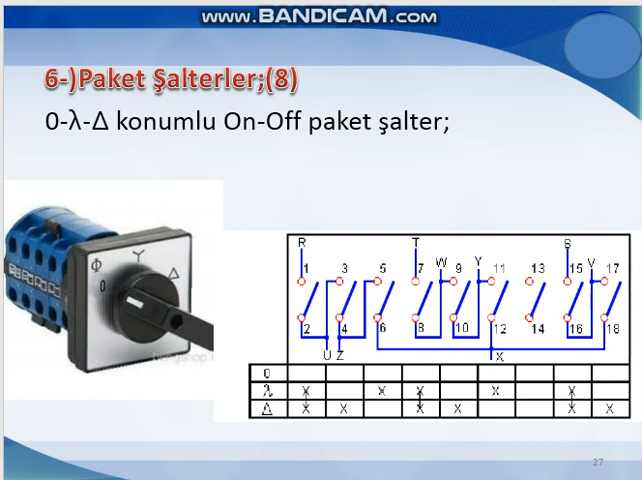 www.BANDICAM.com
6-)Paket Şalterler;(8)
0-λ-Δ konumlu On-Off paket şalter;
Φ Y Δ
0
R T S
1 3 5 7 W 9 Y 11 13 15 V 17
2 4 6 8 10 12 14 16 18
U Z X
0
λ X X X X X
Δ X X X X X X
27